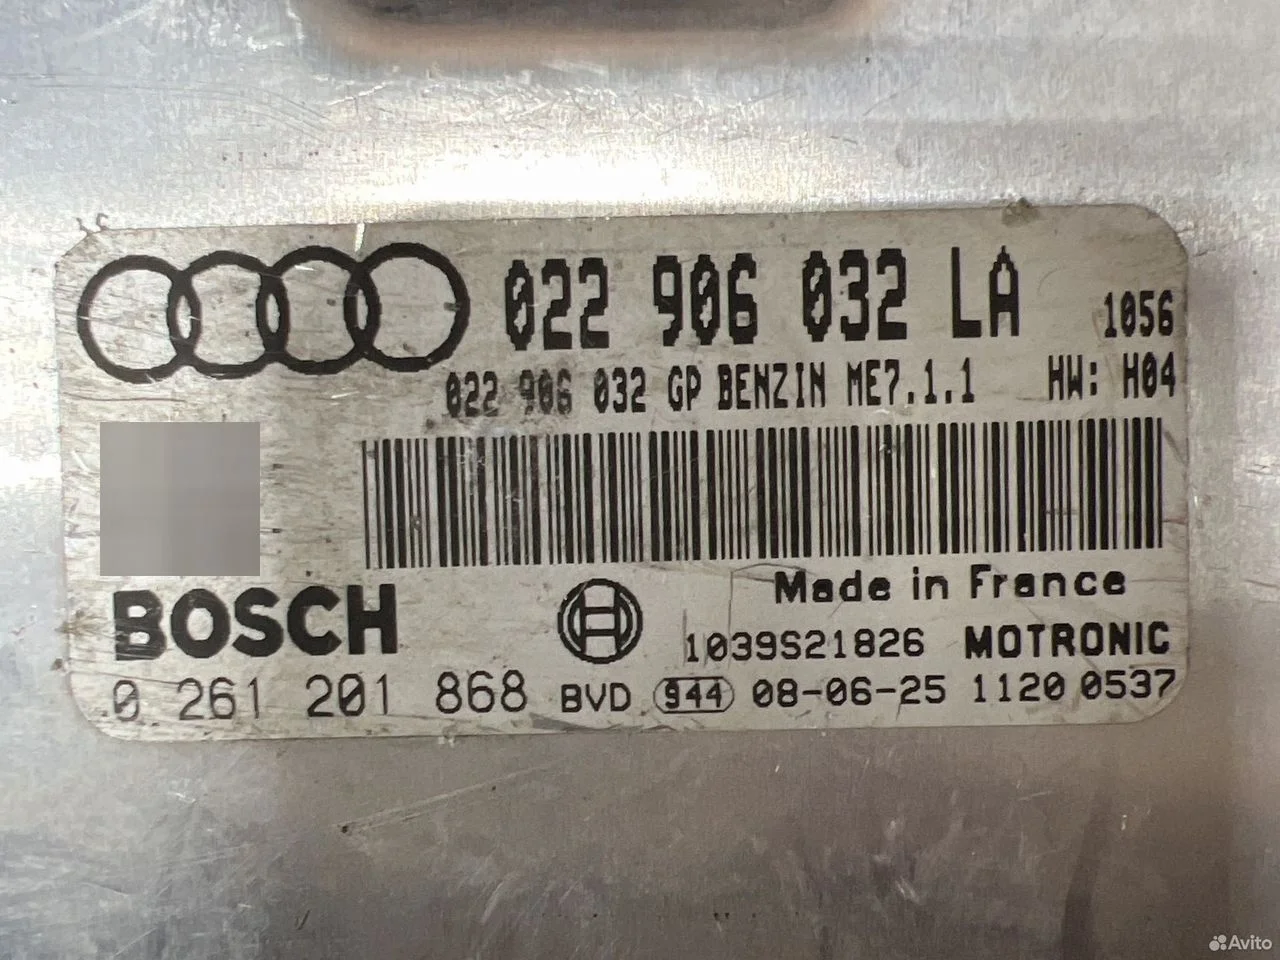 022 906 032 LA
1056
022 906 032 GP BENZIN ME7.1.1 HW: H04
Made in France
BOSCH
1039S21826 MOTRONIC
0 261 201 868 BVD 944 08-06-25 1120 0537
Avito